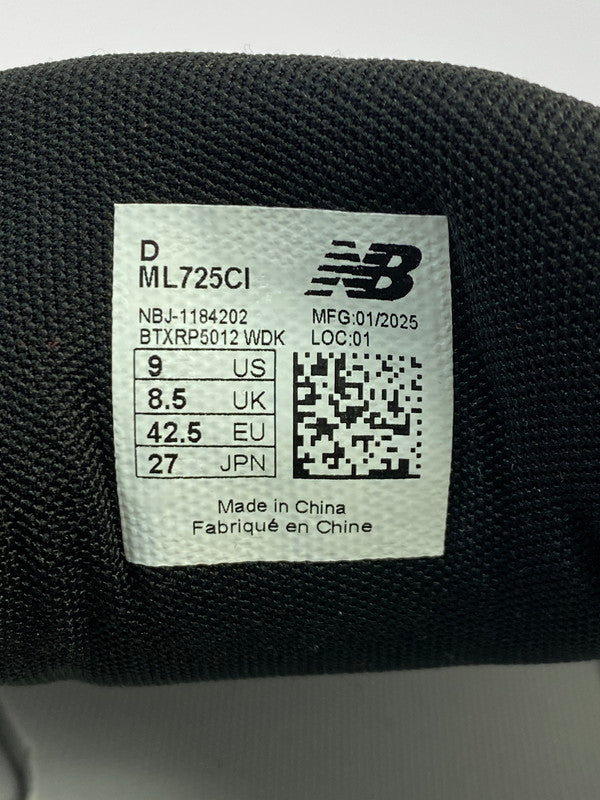 D
ML725CI
NB
NBJ-1184202
MFG:01/2025
BTXRP5012 WDK
LOC:01
9 US
8.5 UK
42.5 EU
27 JPN
Made in China
Fabriqué en Chine